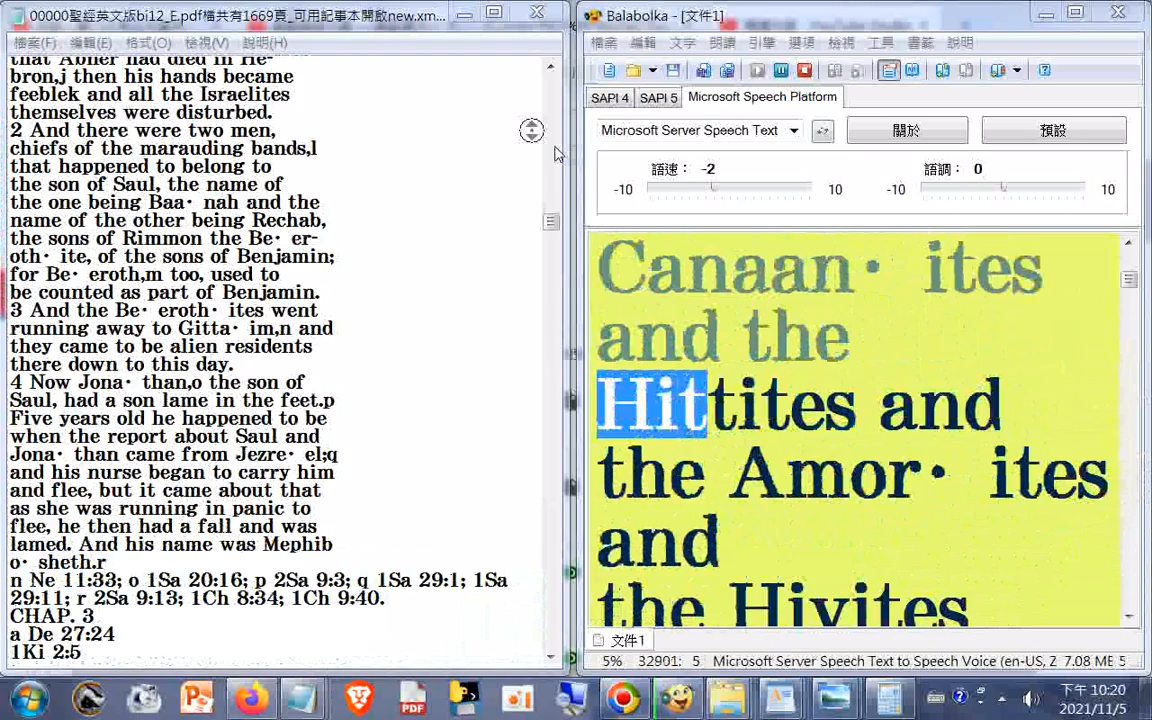 00000聖經英文版bi12_E.pdf檔共有1669頁_可用記事本開啟new.xm...
檔案(F) 編輯(E) 格式(O) 檢視(V) 說明(H)
that Abner had died in He-
bron,j then his hands became
feeblek and all the Israelites
themselves were disturbed.
2 And there were two men,
chiefs of the marauding bands,l
that happened to belong to
the son of Saul, the name of
the one being Baa· nah and the
name of the other being Rechab,
the sons of Rimmon the Be· er-
oth· ite, of the sons of Benjamin;
for Be· eroth,m too, used to
be counted as part of Benjamin.
3 And the Be· eroth· ites went
running away to Gitta· im,n and
they came to be alien residents
there down to this day.
4 Now Jona· than,o the son of
Saul, had a son lame in the feet.p
Five years old he happened to be
when the report about Saul and
Jona· than came from Jezre· el;q
and his nurse began to carry him
and flee, but it came about that
as she was running in panic to
flee, he then had a fall and was
lamed. And his name was Mephib
o· sheth.r
n Ne 11:33; o 1Sa 20:16; p 2Sa 9:3; q 1Sa 29:1; 1Sa
29:11; r 2Sa 9:13; 1Ch 8:34; 1Ch 9:40.
CHAP. 3
a De 27:24
1Ki 2:5
Balabolka - [文件1]
檔案 編輯 文字 朗讀 引擎 選項 檢視 工具 書籤 說明
SAPI 4 SAPI 5 Microsoft Speech Platform
Microsoft Server Speech Text 關於 預設
語速: -2 語調: 0
-10 10 -10 10
Canaan· ites
and the
Hittites and
the Amor· ites
and
the Hivites
文件1
5% 32901: 5 Microsoft Server Speech Text to Speech Voice (en-US, Z 7.08 MB 5
下午 10:20
2021/11/5